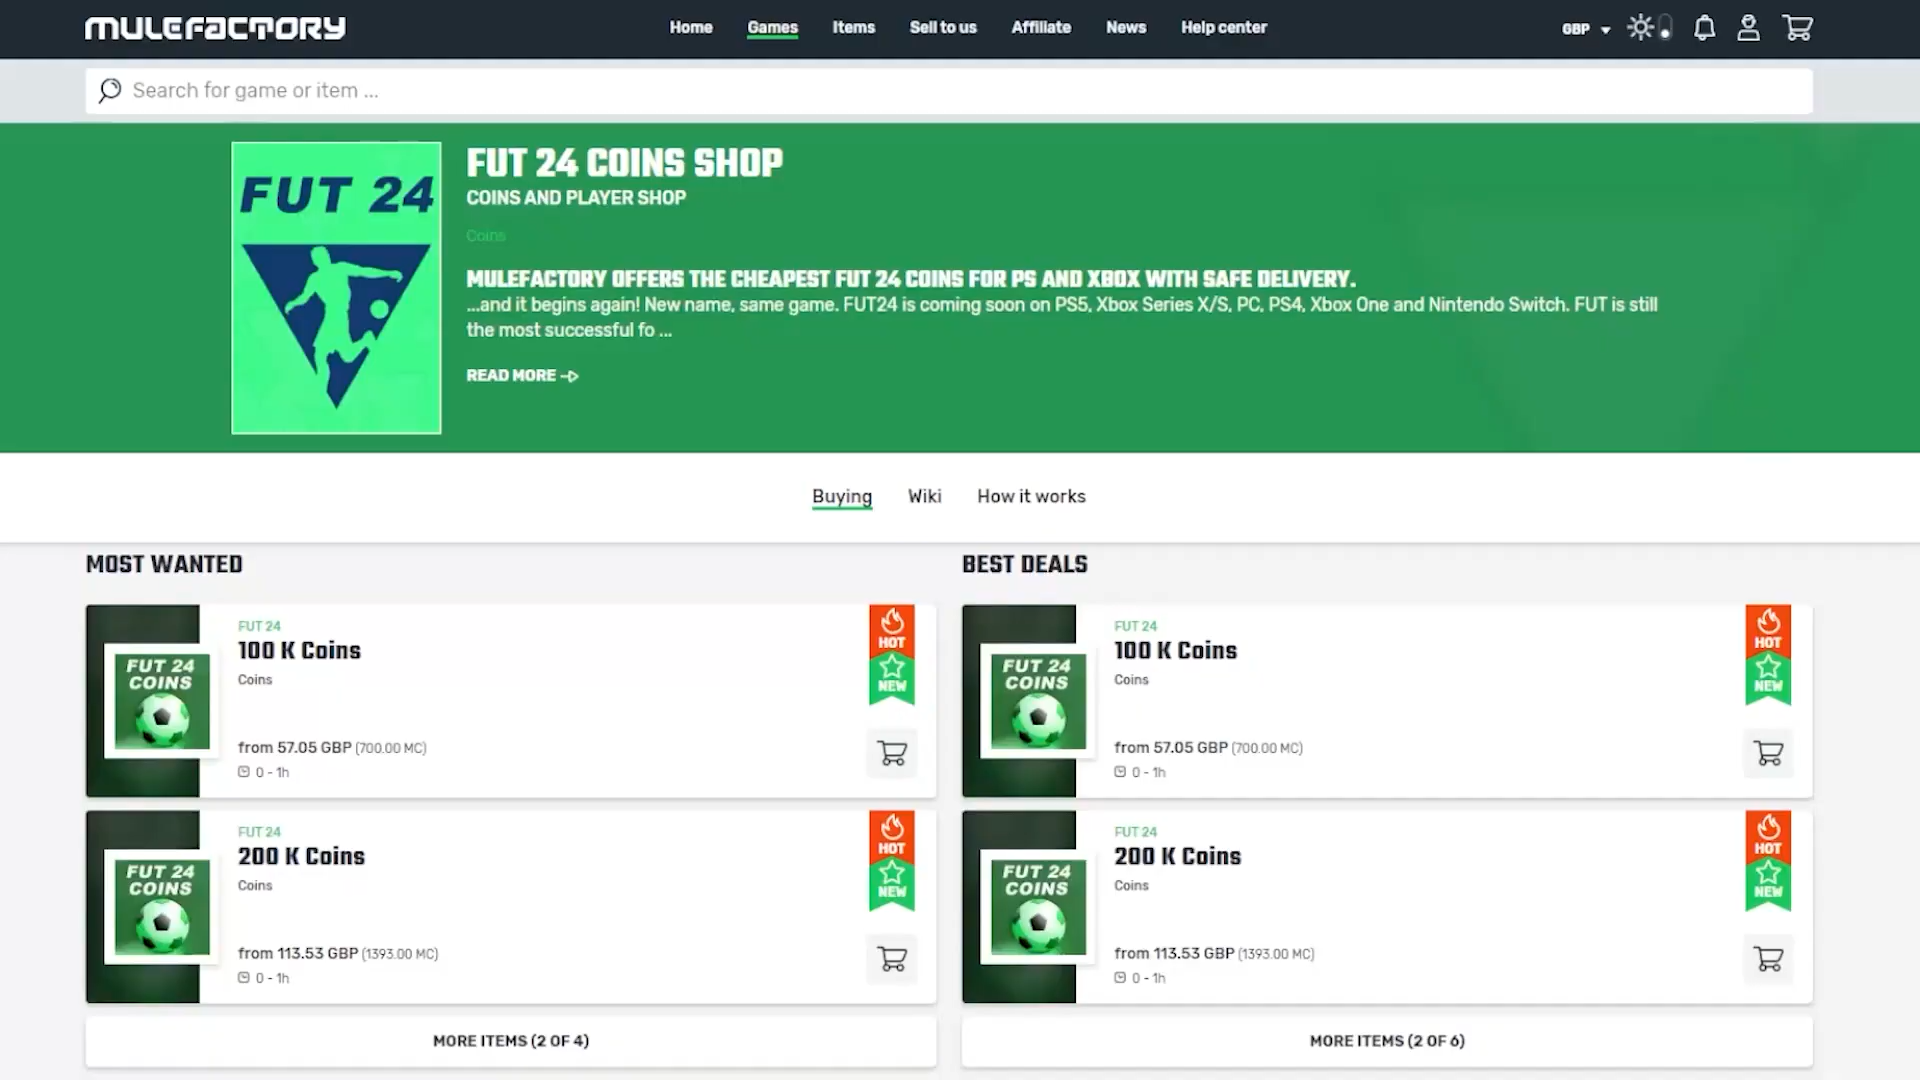 MULEFACTORY
Home Games Items Sell to us Affiliate News Help center
GBP
Search for game or item ...
FUT 24
FUT 24 COINS SHOP
COINS AND PLAYER SHOP
Coins
MULEFACTORY OFFERS THE CHEAPEST FUT 24 COINS FOR PS AND XBOX WITH SAFE DELIVERY.
...and it begins again! New name, same game. FUT24 is coming soon on PS5, Xbox Series X/S, PC, PS4, Xbox One and Nintendo Switch. FUT is still
the most successful fo ...
READ MORE
Buying Wiki How it works
MOST WANTED
FUT 24
COINS
FUT 24
100 K Coins
Coins
from 57.05 GBP (700.00 MC)
0 - 1h
HOT
NEW
FUT 24
COINS
FUT 24
200 K Coins
Coins
from 113.53 GBP (1393.00 MC)
0 - 1h
HOT
NEW
MORE ITEMS (2 OF 4)
BEST DEALS
FUT 24
COINS
FUT 24
100 K Coins
Coins
from 57.05 GBP (700.00 MC)
0 - 1h
HOT
NEW
FUT 24
COINS
FUT 24
200 K Coins
Coins
from 113.53 GBP (1393.00 MC)
0 - 1h
HOT
NEW
MORE ITEMS (2 OF 6)